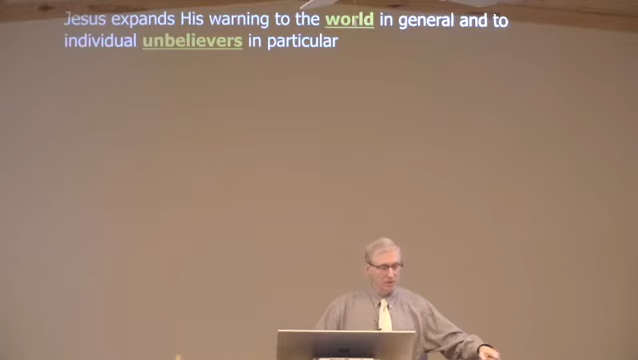 Jesus expands His warning to the world in general and to
individual unbelievers in particular